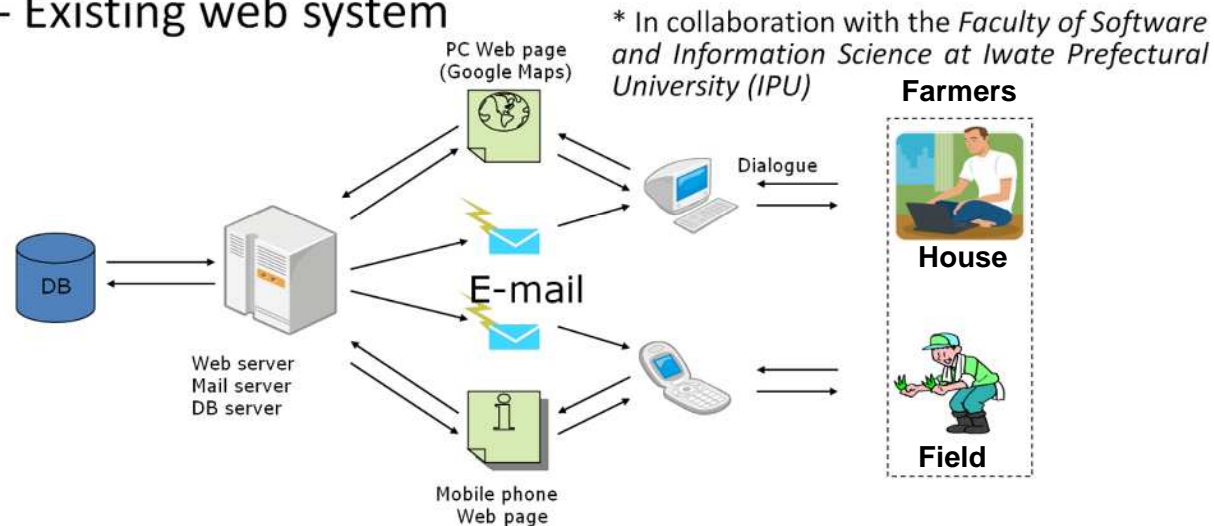 - Existing web system
* In collaboration with the Faculty of Software
and Information Science at Iwate Prefectural
University (IPU)
PC Web page
(Google Maps)
Farmers
Dialogue
House
DB
E-mail
Web server
Mail server
DB server
Field
Mobile phone
Web page